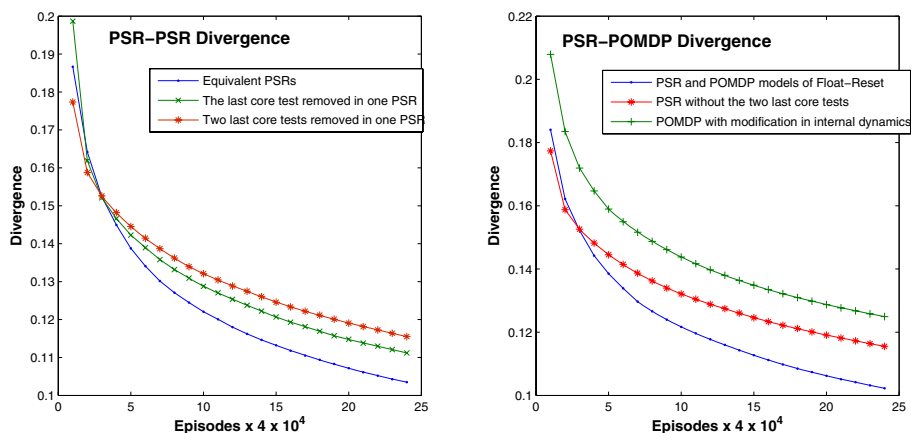 PSR−PSR Divergence
Equivalent PSRs
The last core test removed in one PSR
Two last core tests removed in one PSR
Divergence
0.2
0.19
0.18
0.17
0.16
0.15
0.14
0.13
0.12
0.11
0.1
0
5
10
15
20
25
Episodes x 4 x 10^4
PSR−POMDP Divergence
PSR and POMDP models of Float−Reset
PSR without the two last core tests
POMDP with modification in internal dynamics
Divergence
0.22
0.2
0.18
0.16
0.14
0.12
0.1
0
5
10
15
20
25
Episodes x 4 x 10^4